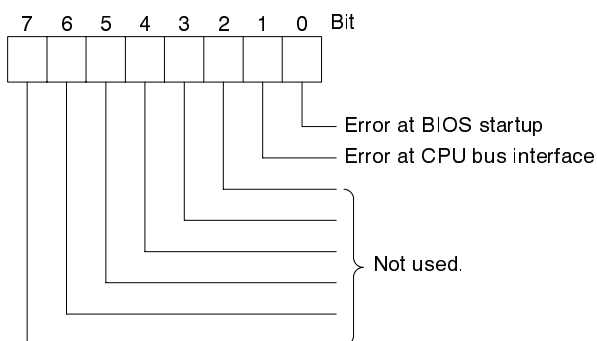 7 6 5 4 3 2 1 0 Bit
Error at BIOS startup
Error at CPU bus interface
Not used.